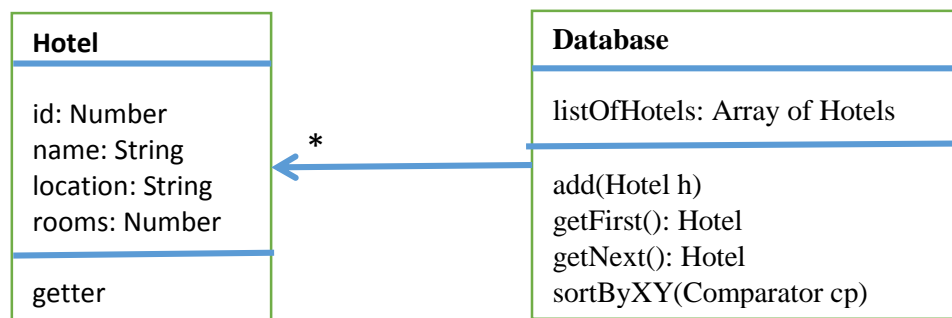 Hotel
id: Number
name: String
location: String
rooms: Number
getter
*
Database
listOfHotels: Array of Hotels
add(Hotel h)
getFirst(): Hotel
getNext(): Hotel
sortByXY(Comparator cp)